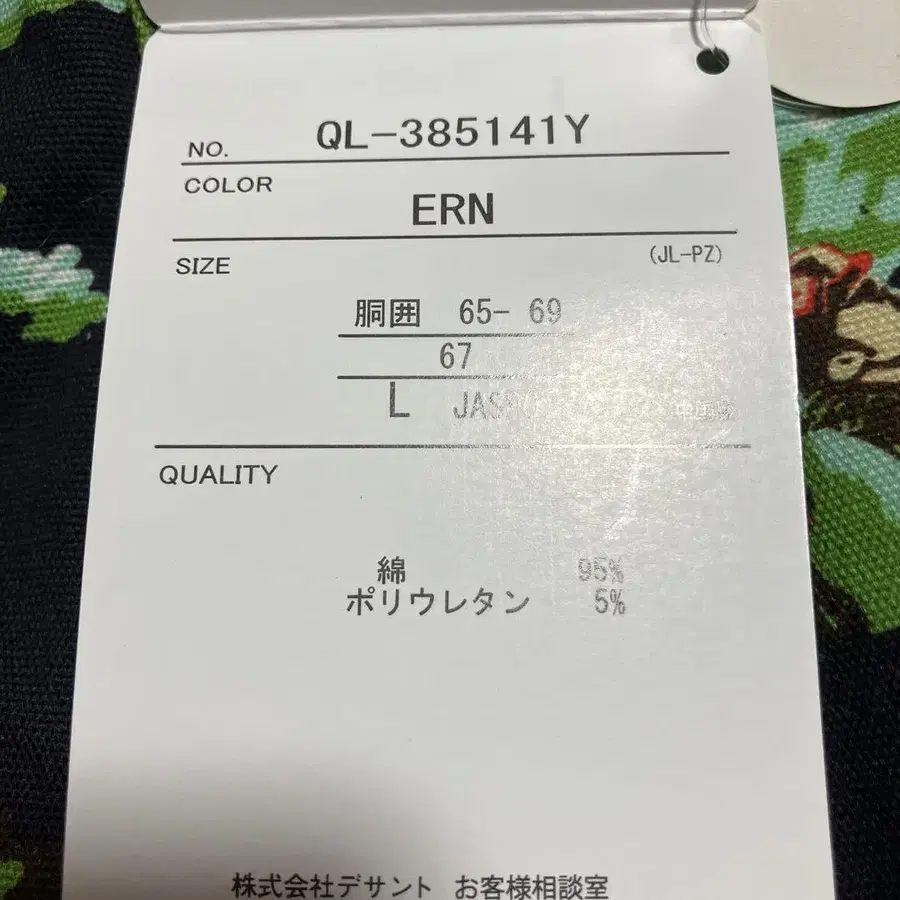 NO. QL-385141Y
COLOR
ERN
SIZE (JL-PZ)
胴囲 65- 69
67
L
QUALITY
綿 95%
ポリウレタン 5%
株式会社デサント お客様相談室